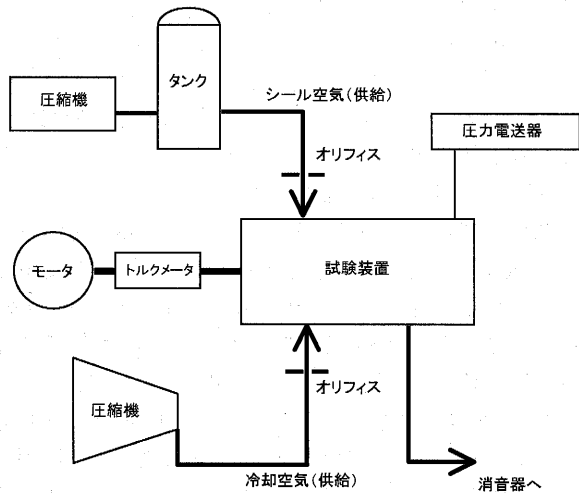 タンク
圧縮機
シール空気(供給)
圧力電送器
オリフィス
モータ
トルクメータ
試験装置
オリフィス
圧縮機
冷却空気(供給)
消音器へ